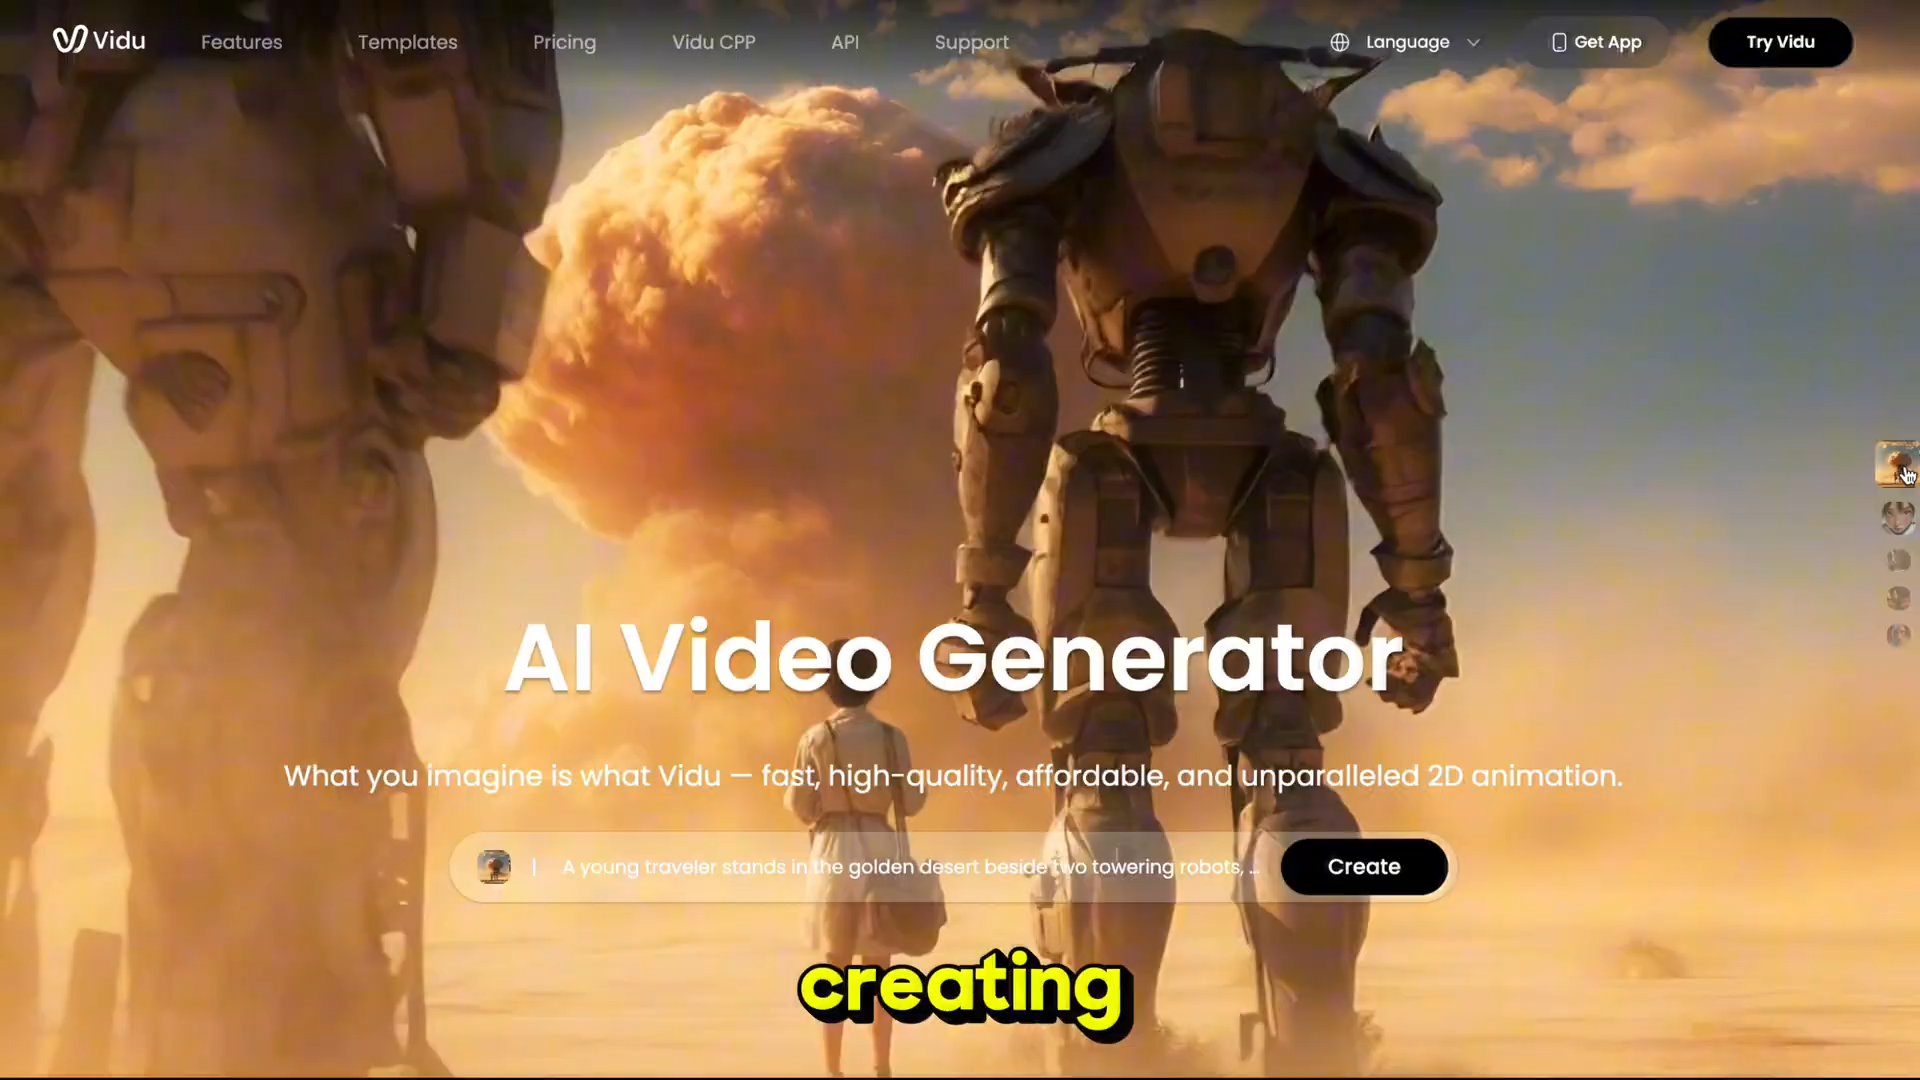 Vidu
Features
Templates
Pricing
Vidu CPP
API
Support
Language
Get App
Try Vidu
AI Video Generator
What you imagine is what Vidu — fast, high-quality, affordable, and unparalleled 2D animation.
A young traveler stands in the golden desert beside two towering robots, ...
Create
creating